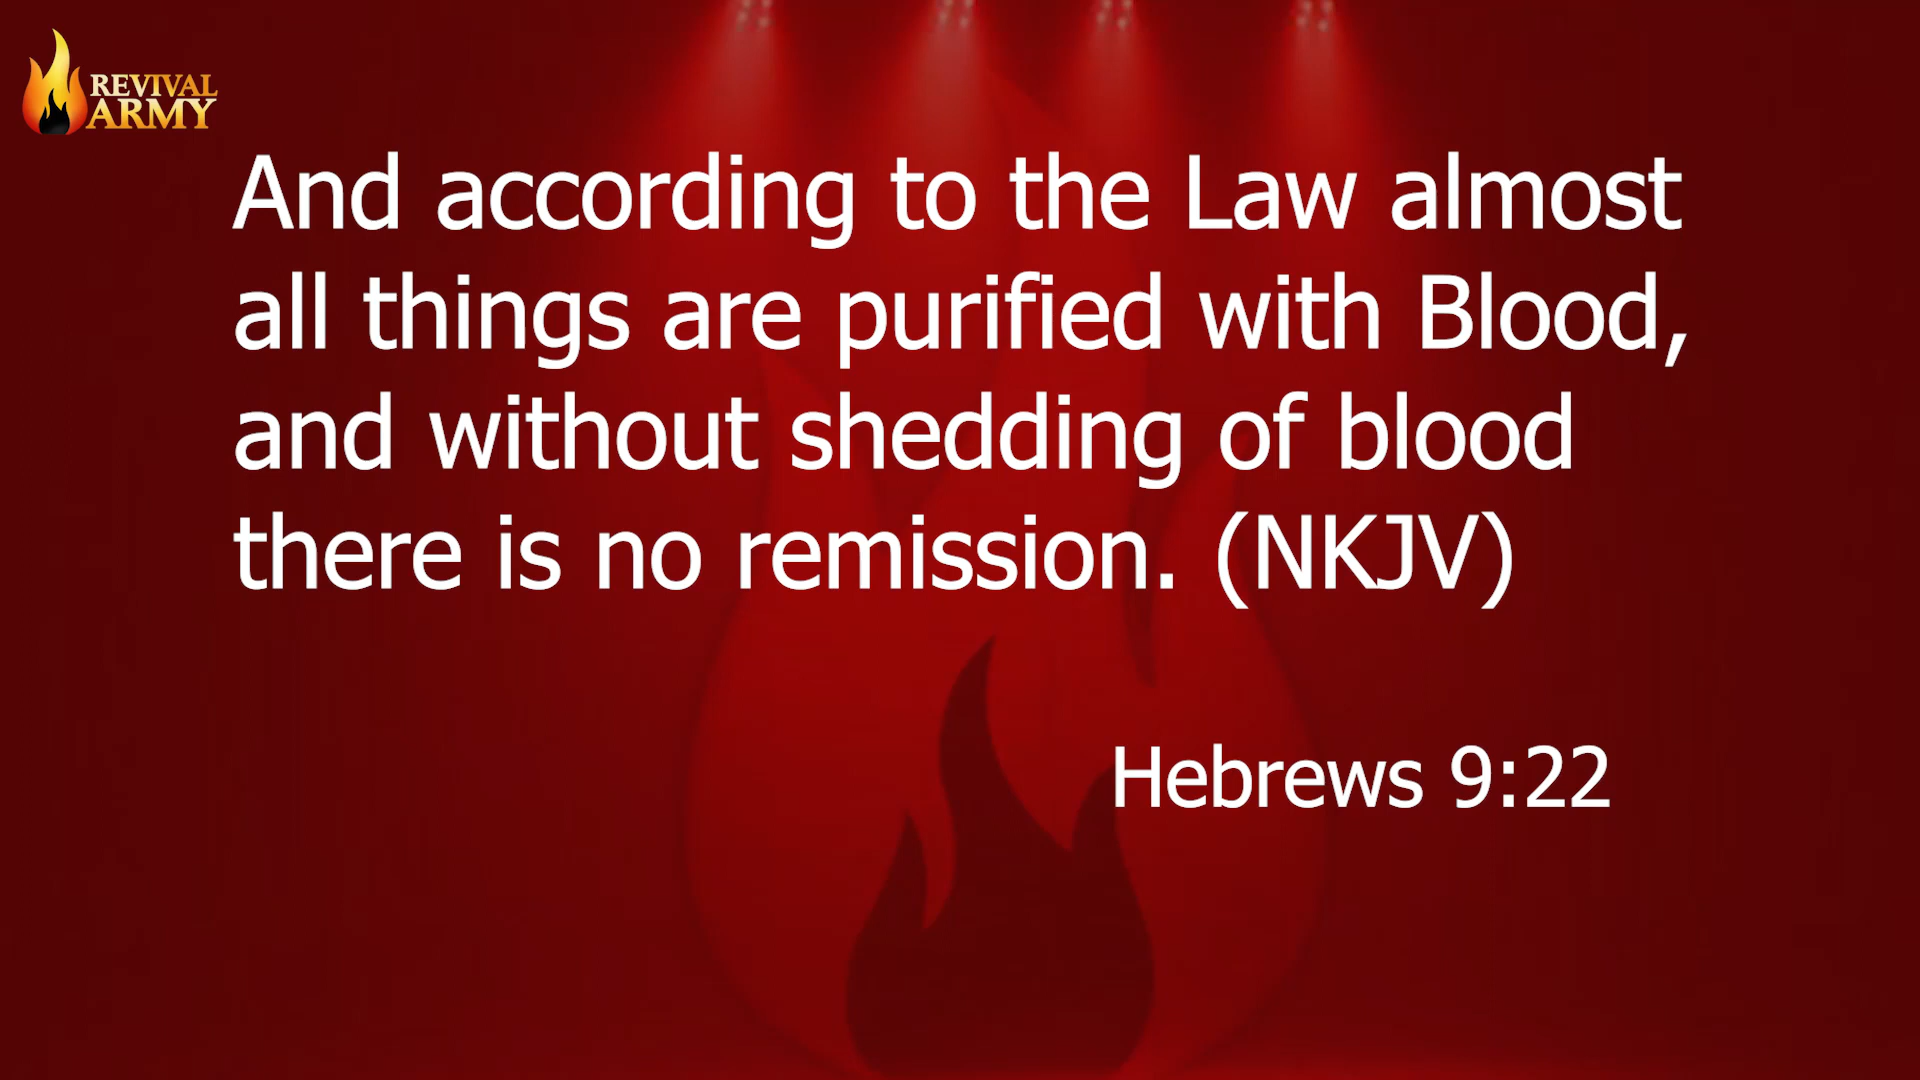 REVIVAL
ARMY
And according to the Law almost
all things are purified with Blood,
and without shedding of blood
there is no remission. (NKJV)
Hebrews 9:22